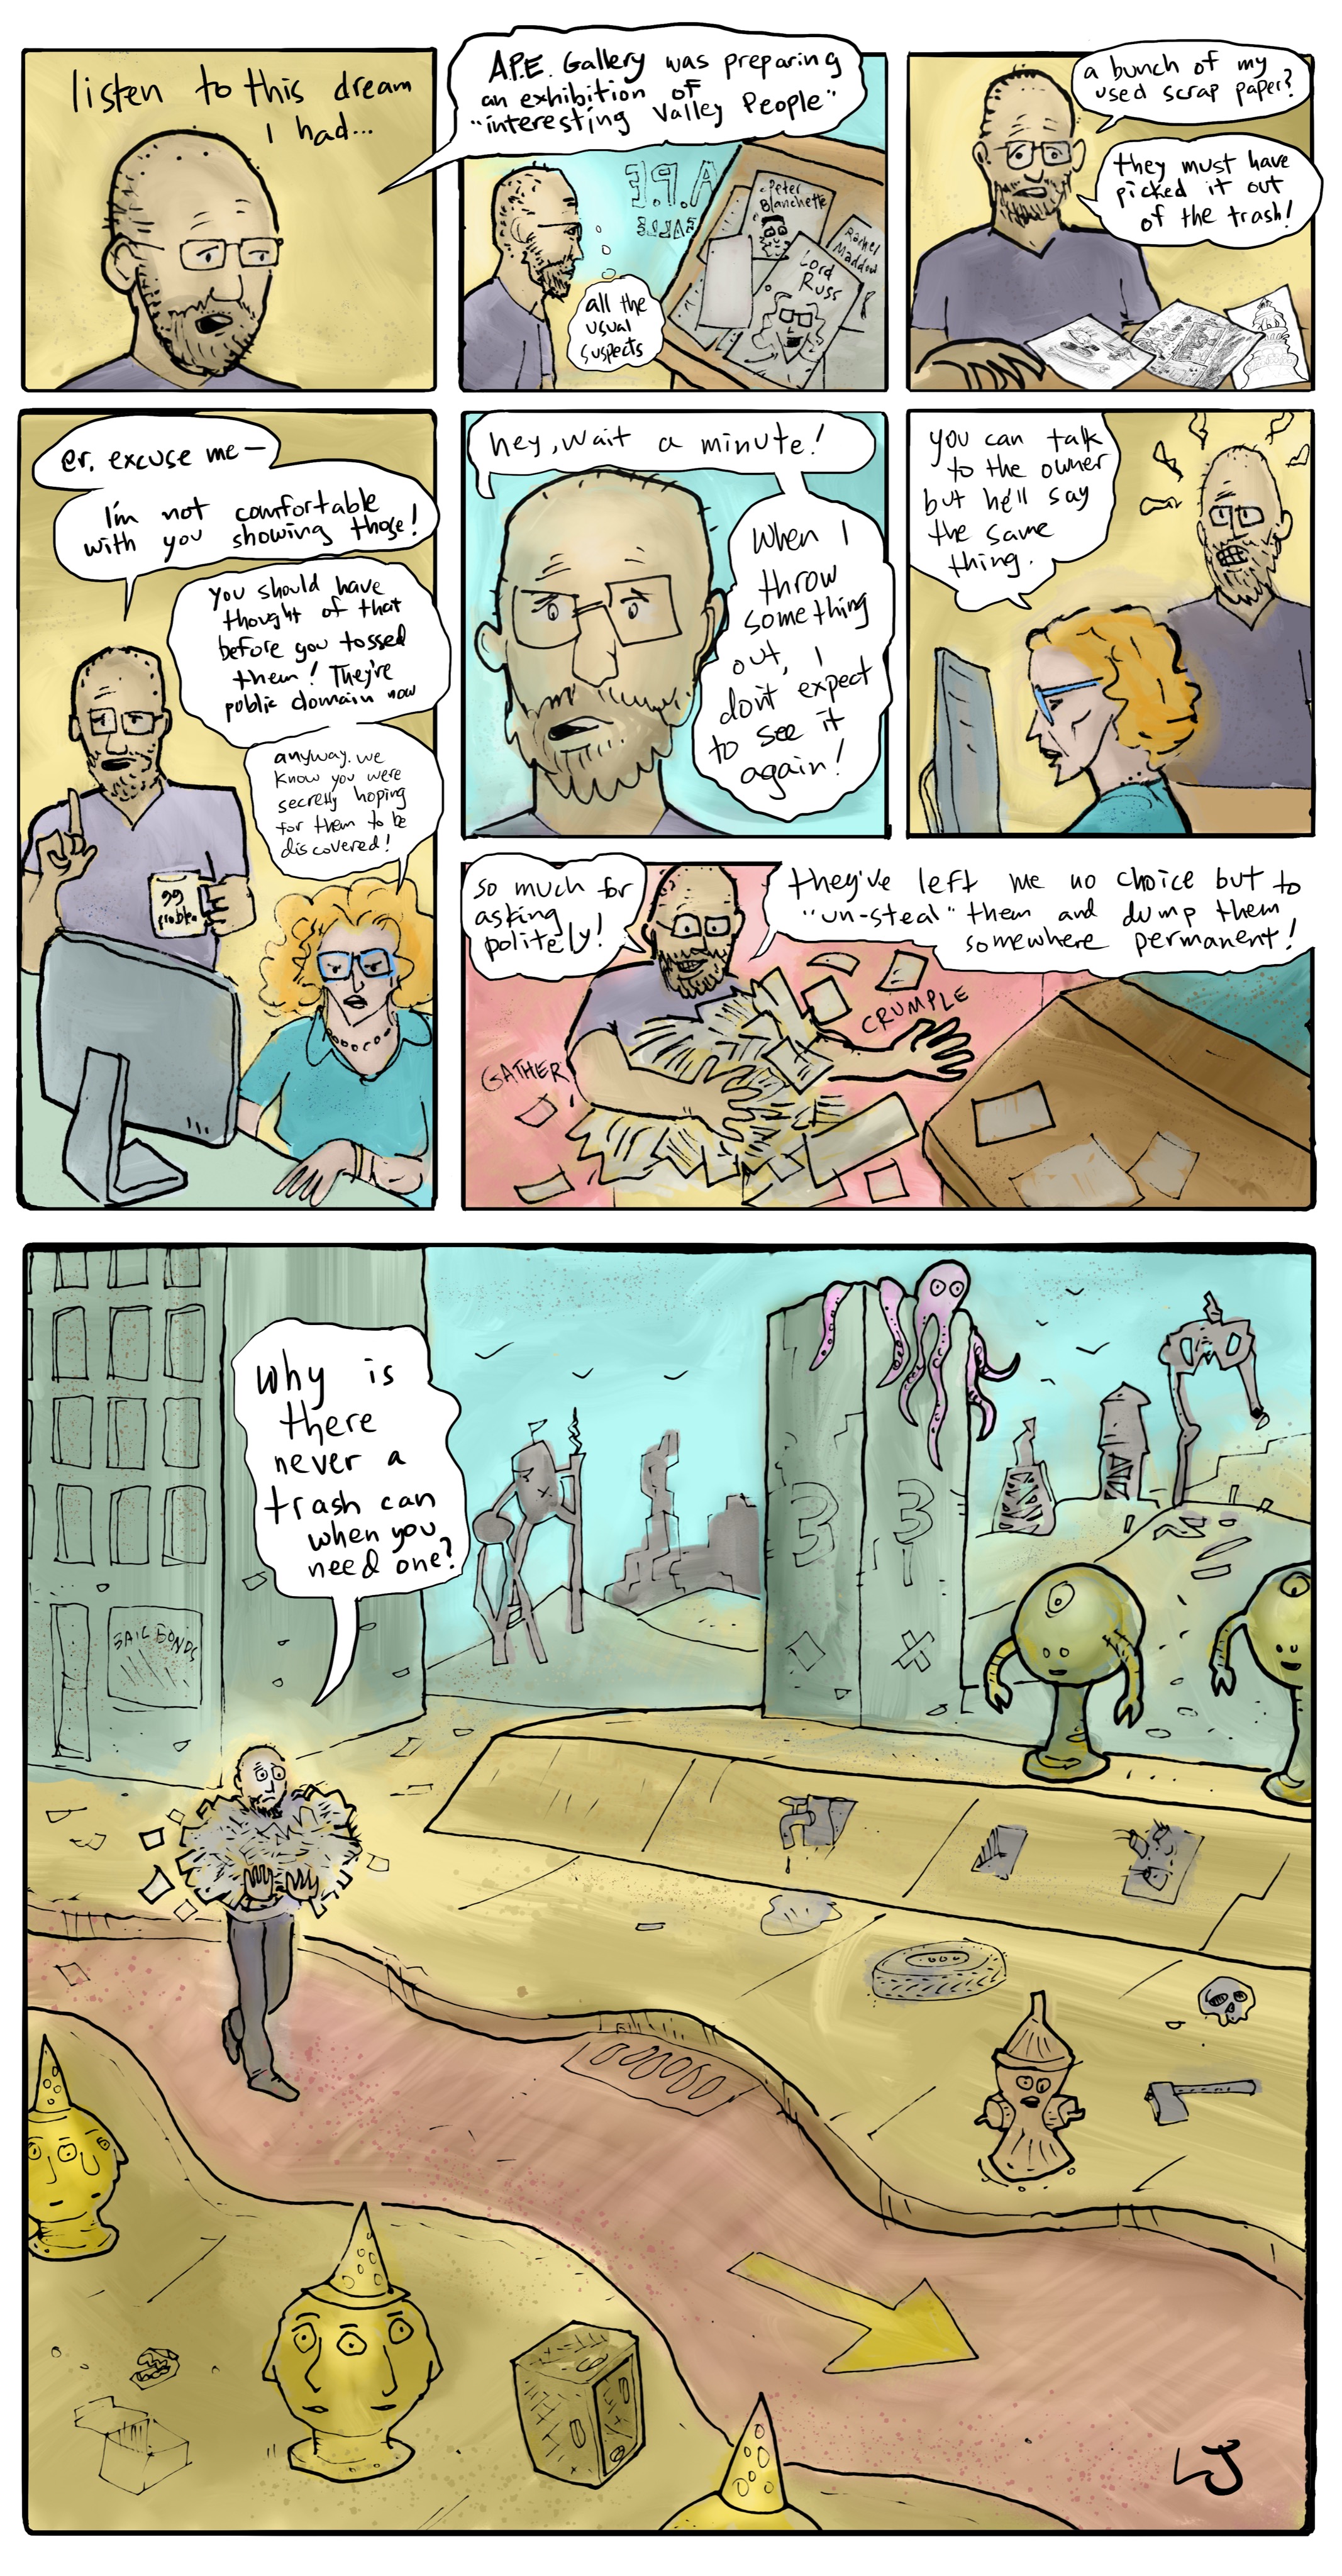 listen to this dream
I had...
A.P.E. Gallery was preparing
an exhibition of
"interesting Valley People"
A.P.E
Peter
Blanchette
Rachel
Maddow
Lord
Russ
all the
usual
suspects
a bunch of my
used scrap paper?
they must have
picked it out
of the trash!
er, excuse me—
I'm not comfortable
with you showing those!
you should have
thought of that
before you tossed
them! They're
public domain now
anyway, we
know you were
secretly hoping
for them to be
discovered!
99
proble
hey, wait a minute!
When I
throw
something
out, I
don't expect
to see it
again!
you can talk
to the owner
but he'll say
the same
thing.
so much for
asking
politely!
they've left me no choice but to
"un-steal" them and dump them
somewhere permanent!
GATHER
CRUMPLE
why is
there
never a
trash can
when you
need one?
BAIL BONDS
3 3
LJ